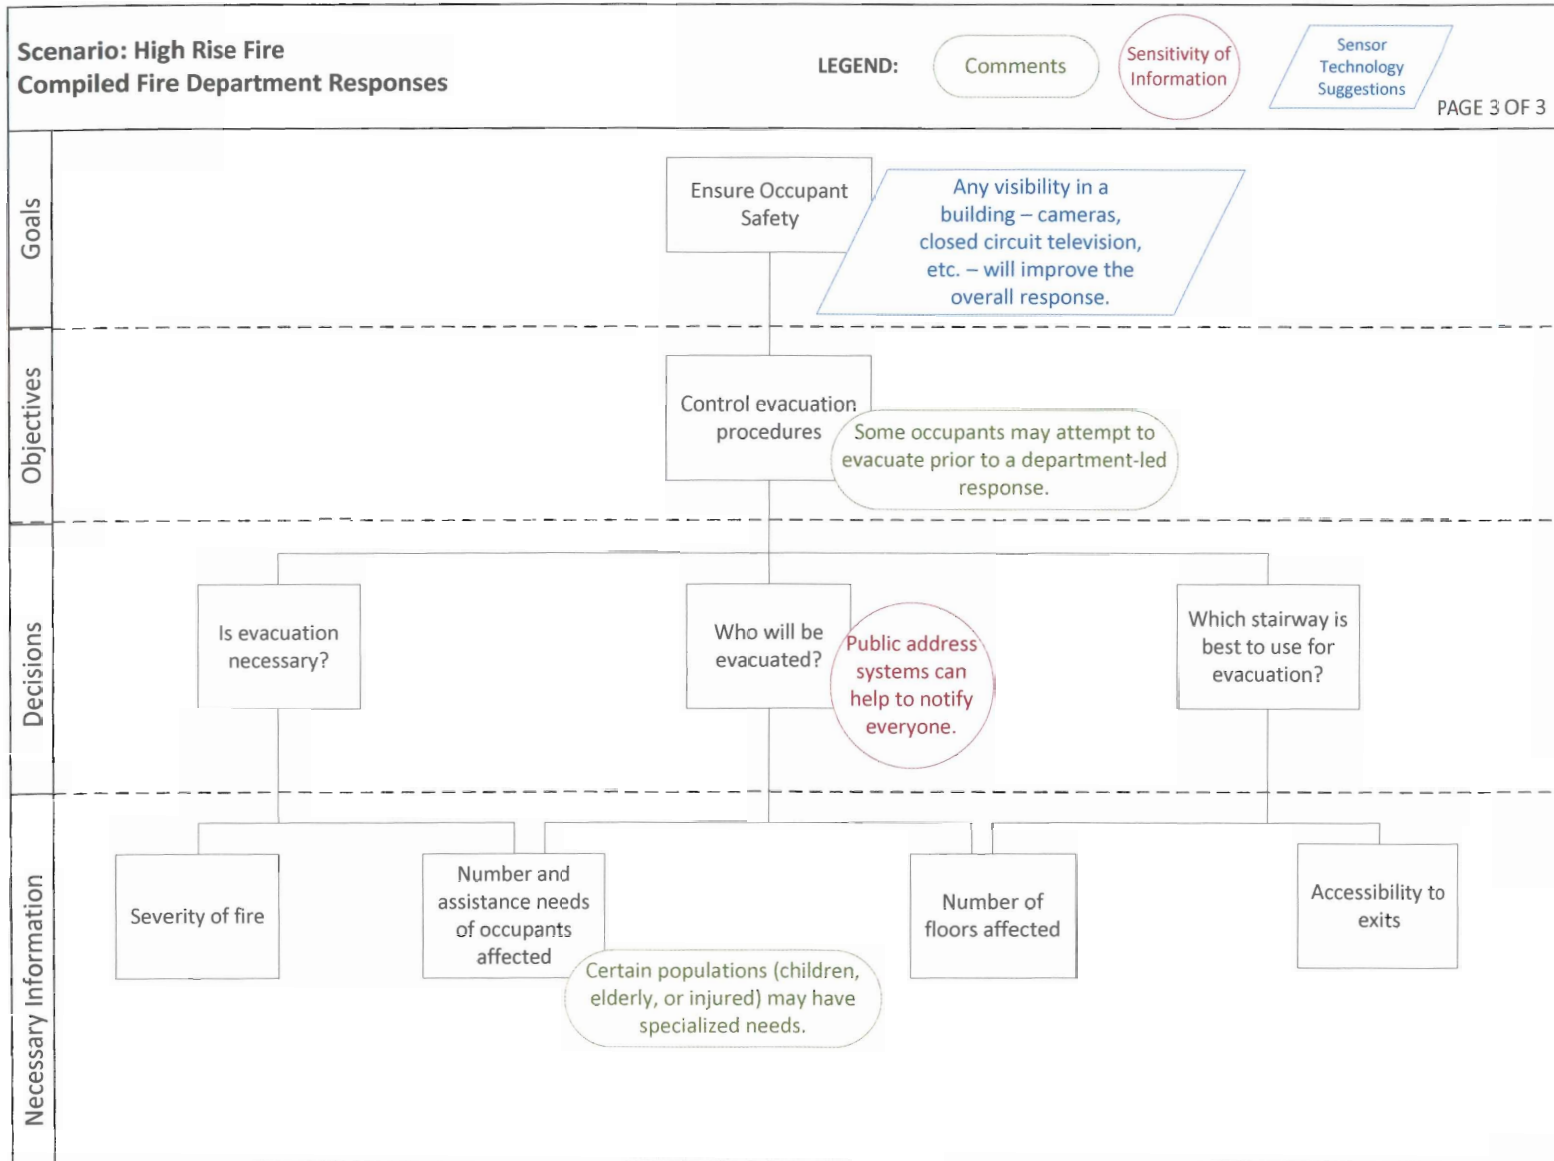 Scenario: High Rise Fire
Compiled Fire Department Responses
LEGEND:
Comments
Sensitivity of
Information
Sensor
Technology
Suggestions
PAGE 3 OF 3
Goals
Ensure Occupant
Safety
Any visibility in a
building – cameras,
closed circuit television,
etc. – will improve the
overall response.
Objectives
Control evacuation
procedures
Some occupants may attempt to
evacuate prior to a department-led
response.
Decisions
Is evacuation
necessary?
Who will be
evacuated?
Public address
systems can
help to notify
everyone.
Which stairway is
best to use for
evacuation?
Necessary Information
Severity of fire
Number and
assistance needs
of occupants
affected
Certain populations (children,
elderly, or injured) may have
specialized needs.
Number of
floors affected
Accessibility to
exits